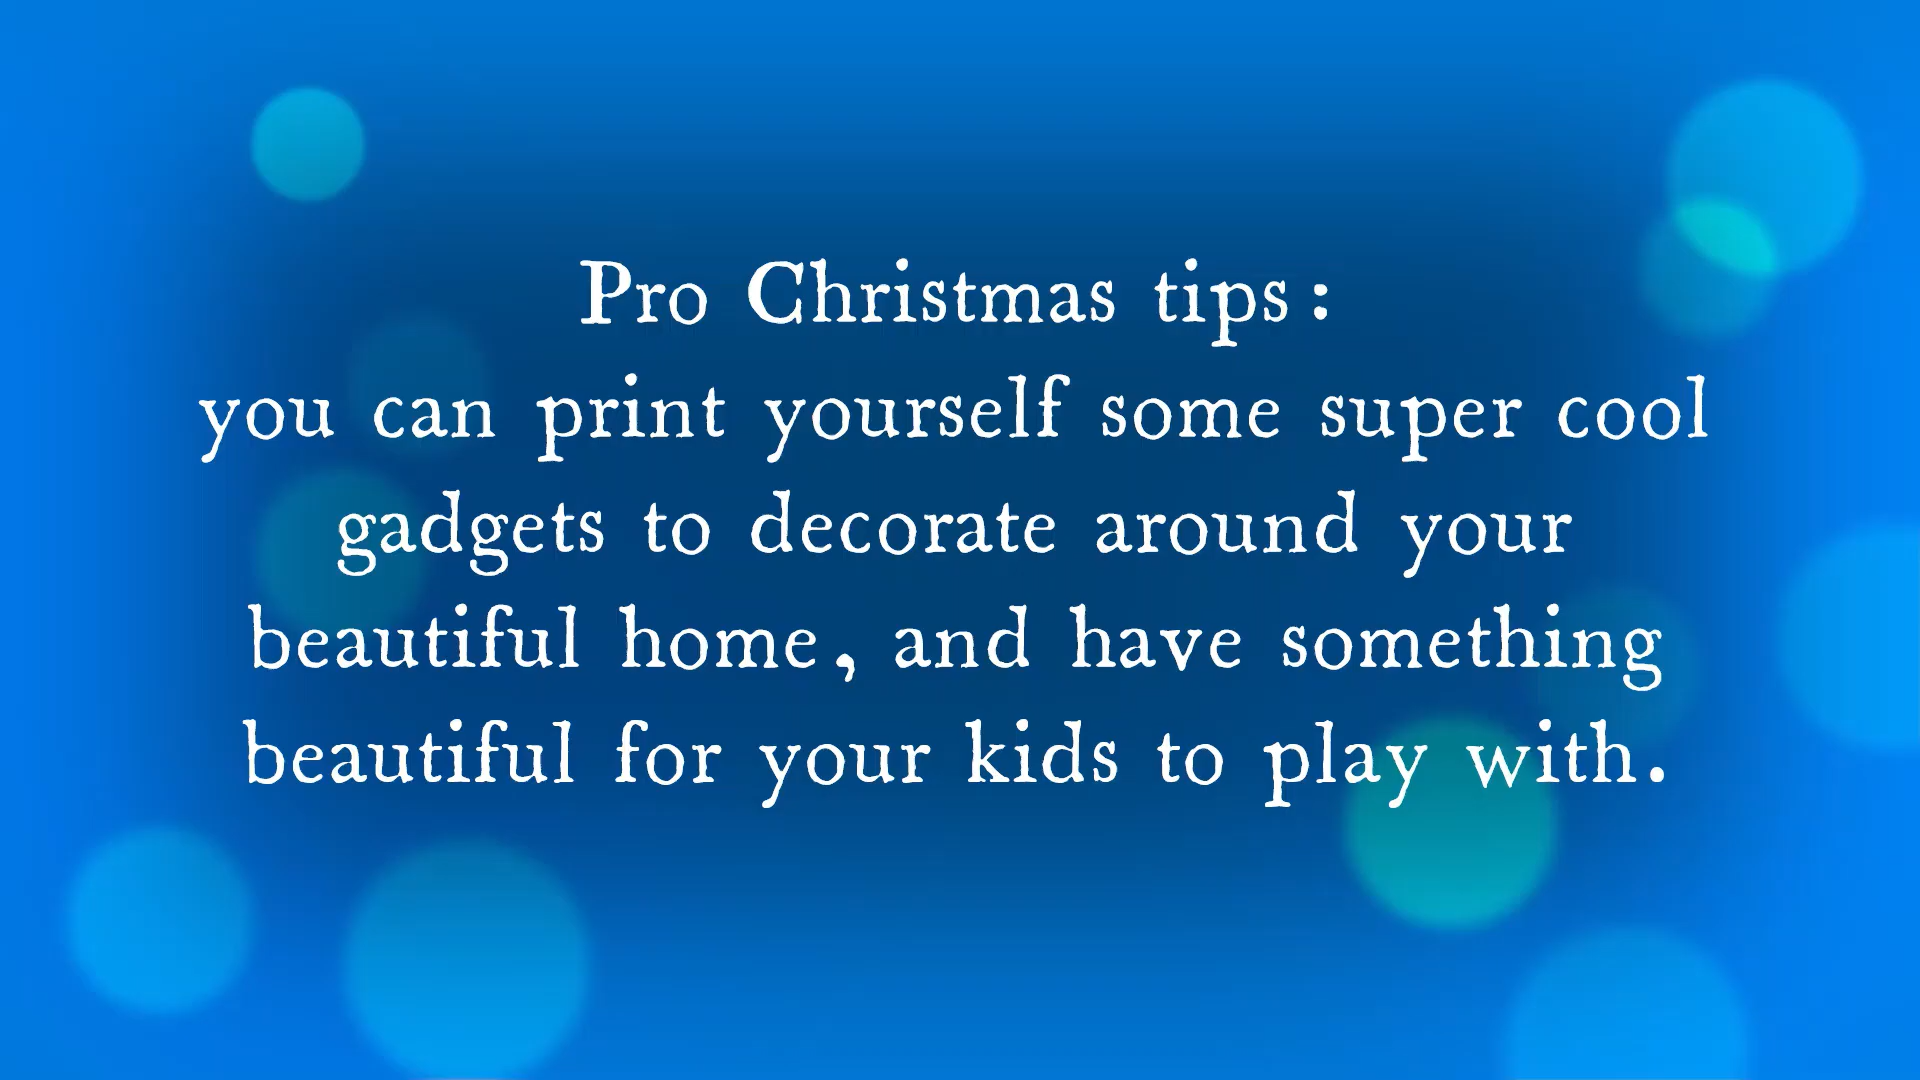 Pro Christmas tips:
you can print yourself some super cool
gadgets to decorate around your
beautiful home, and have something
beautiful for your kids to play with.